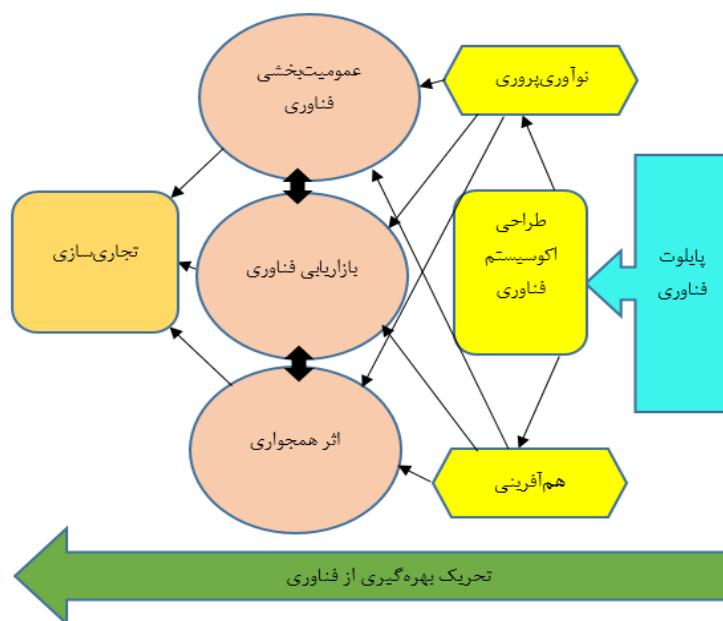 پایلوت
فناوری
طراحی
اکوسیستم
فناوری
نوآوری‌پروری
هم‌آفرینی
عمومیت‌بخشی
فناوری
بازاریابی فناوری
اثر همجواری
تجاری‌سازی
تحریک بهره‌گیری از فناوری